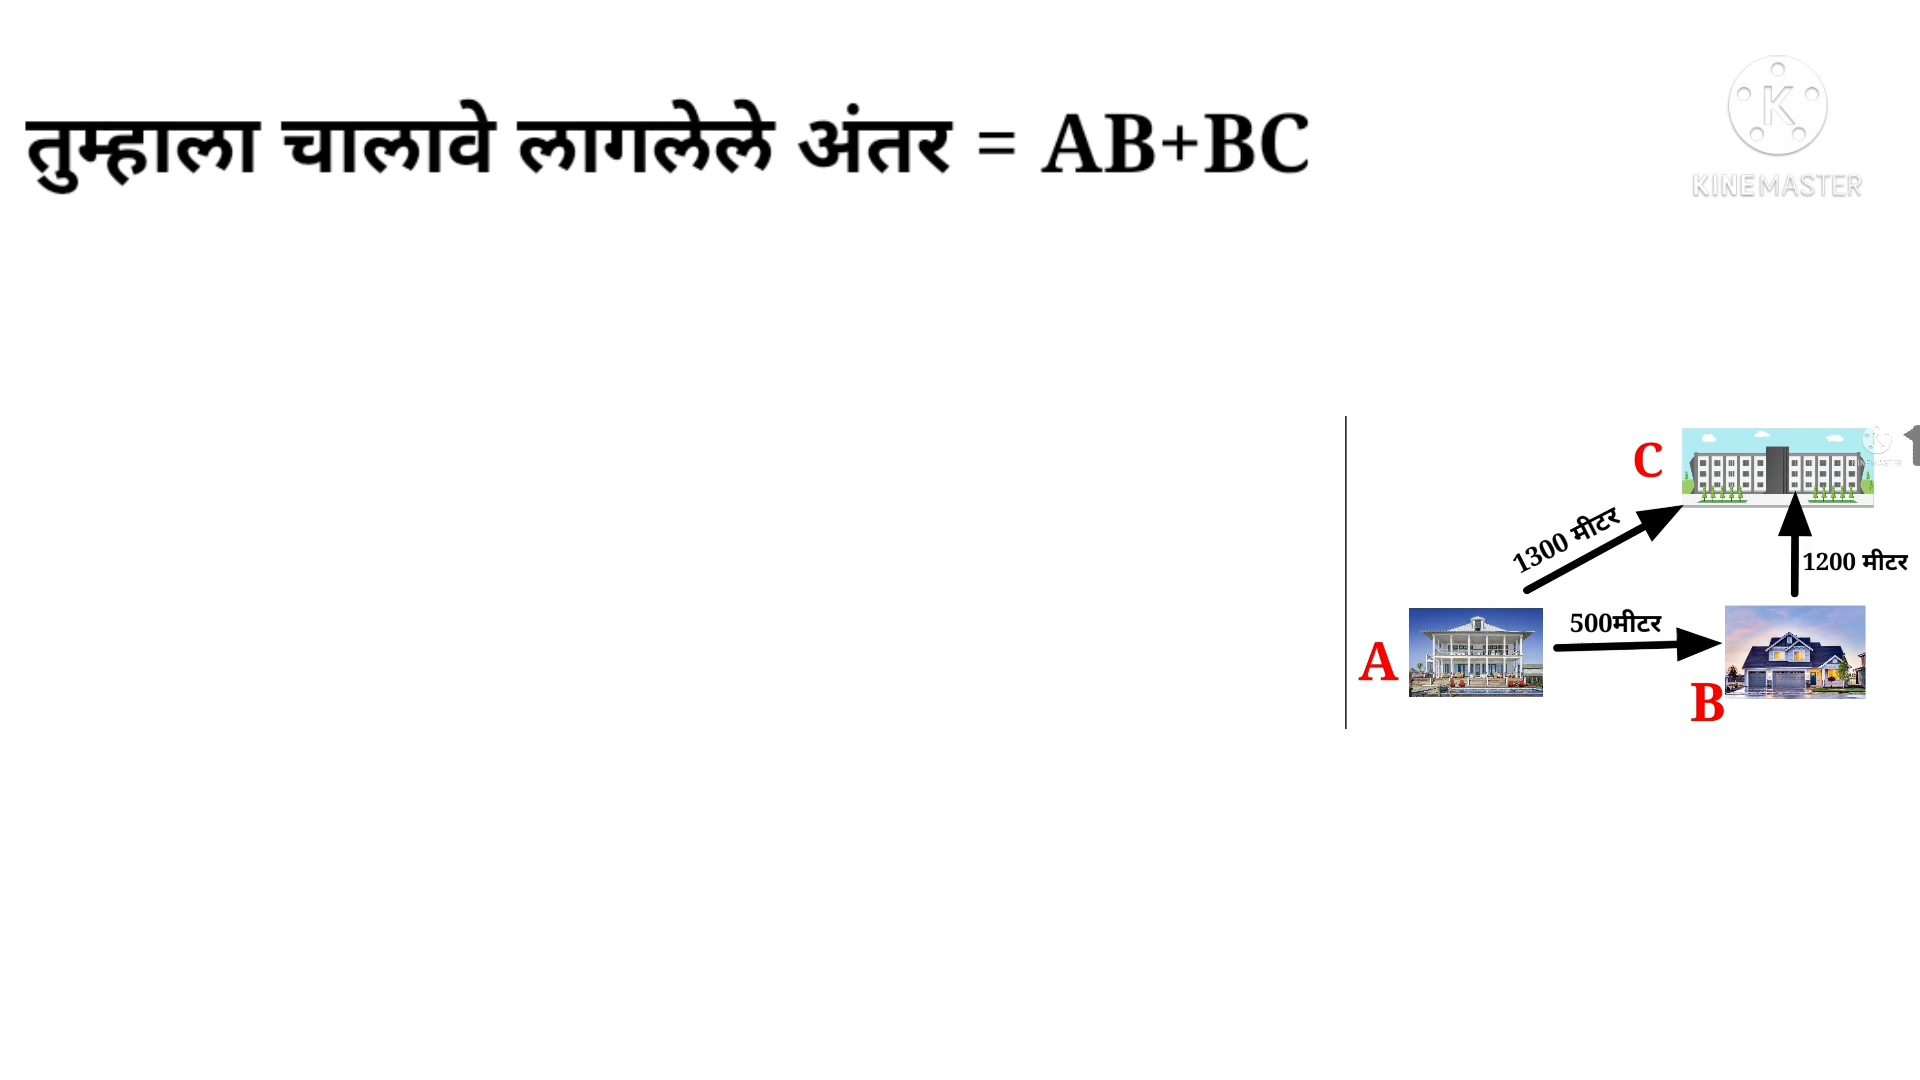 तुम्हाला चालावे लागलेले अंतर = AB+BC
KINEMASTER
C
1300 मीटर
1200 मीटर
500मीटर
A
B